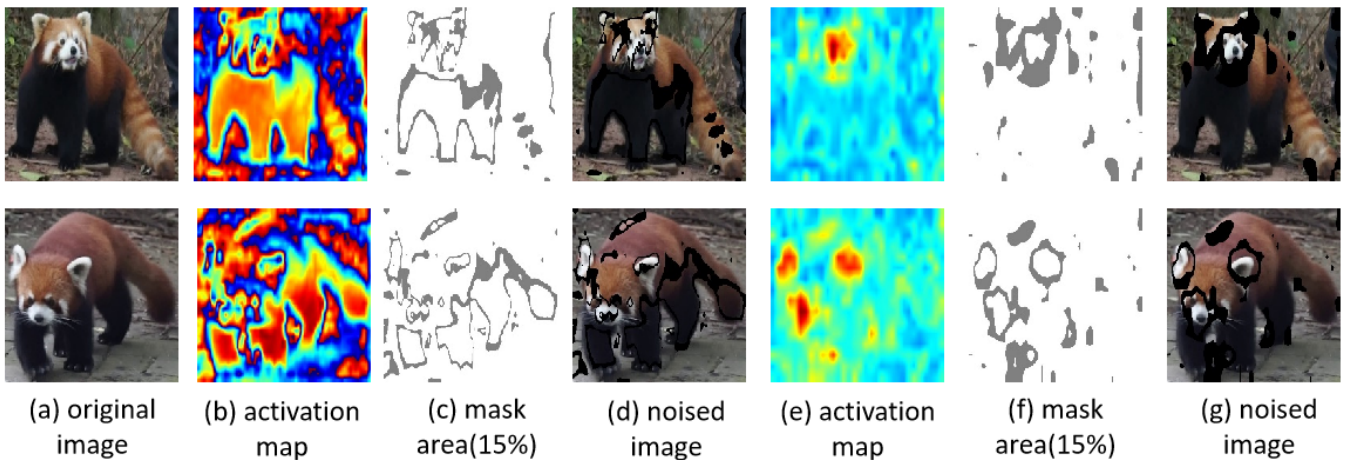 (a) original
image
(b) activation
map
(c) mask
area(15%)
(d) noised
image
(e) activation
map
(f) mask
area(15%)
(g) noised
image